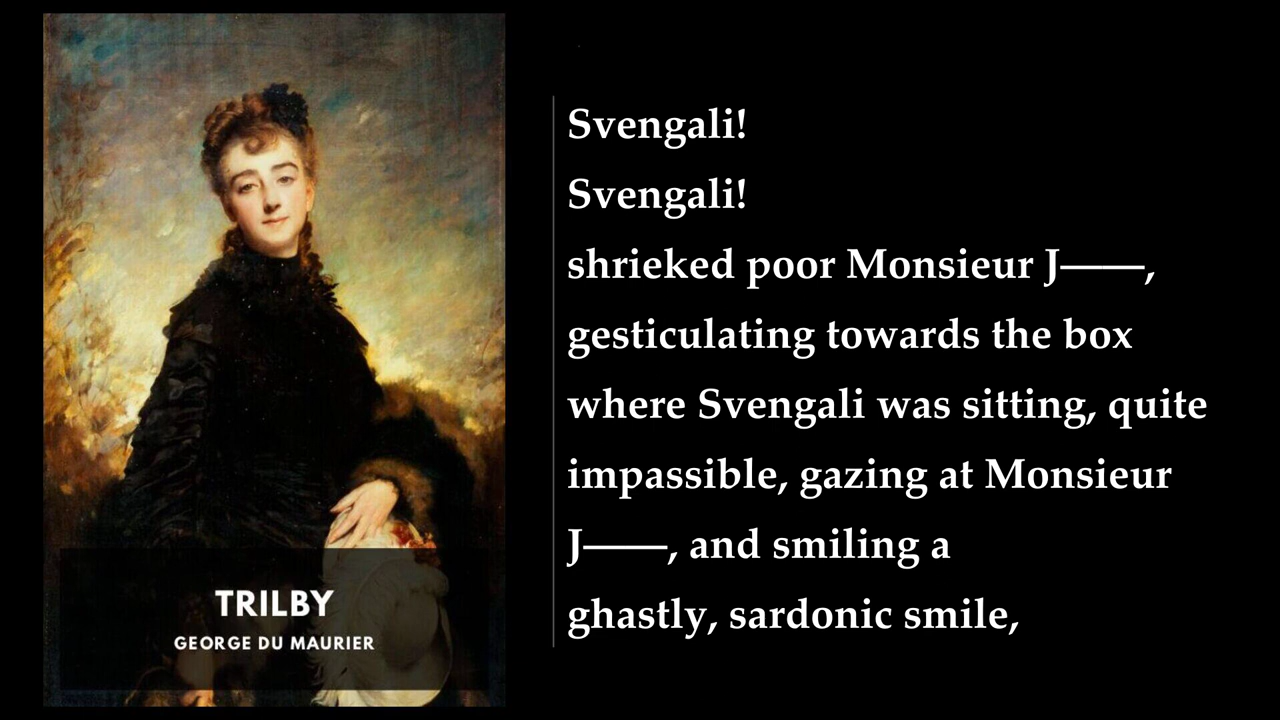 TRILBY
GEORGE DU MAURIER
Svengali!
Svengali!
shrieked poor Monsieur J——,
gesticulating towards the box
where Svengali was sitting, quite
impassible, gazing at Monsieur
J——, and smiling a
ghastly, sardonic smile,